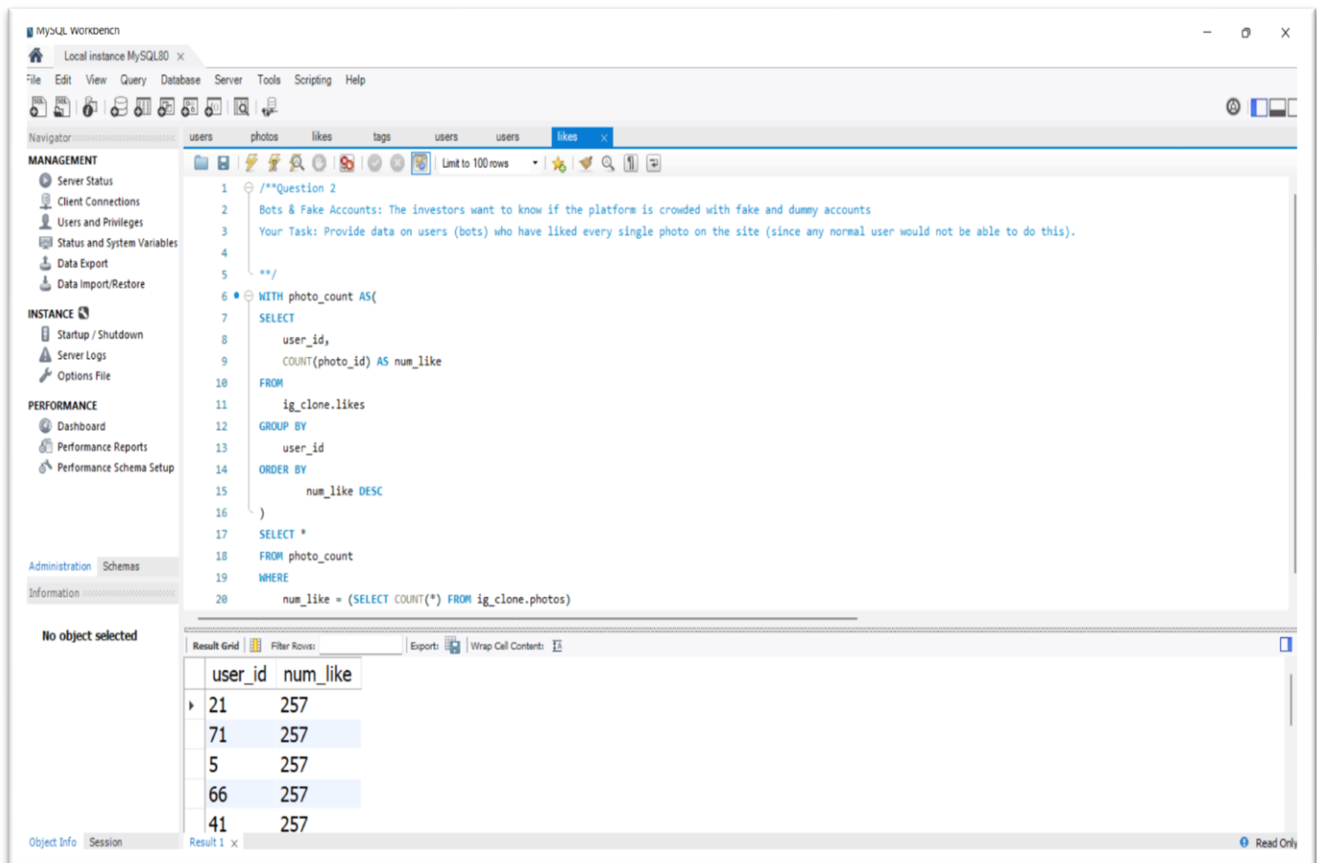 MySQL Workbench
Local instance MySQL80 ×
File Edit View Query Database Server Tools Scripting Help
Navigator
users photos likes tags users users likes ×
MANAGEMENT
Server Status
Client Connections
Users and Privileges
Status and System Variables
Data Export
Data Import/Restore
INSTANCE
Startup / Shutdown
Server Logs
Options File
PERFORMANCE
Dashboard
Performance Reports
Performance Schema Setup
Administration Schemas
Information
No object selected
Object Info Session
Limit to 100 rows
1 /**Question 2
2 Bots & Fake Accounts: The investors want to know if the platform is crowded with fake and dummy accounts
3 Your Task: Provide data on users (bots) who have liked every single photo on the site (since any normal user would not be able to do this).
4
5 **/
6 WITH photo_count AS(
7 SELECT
8 user_id,
9 COUNT(photo_id) AS num_like
10 FROM
11 ig_clone.likes
12 GROUP BY
13 user_id
14 ORDER BY
15 num_like DESC
16 )
17 SELECT *
18 FROM photo_count
19 WHERE
20 num_like = (SELECT COUNT(*) FROM ig_clone.photos)
Result Grid Filter Rows: Export: Wrap Cell Content:
user_id num_like
21 257
71 257
5 257
66 257
41 257
Result 1 × Read Only